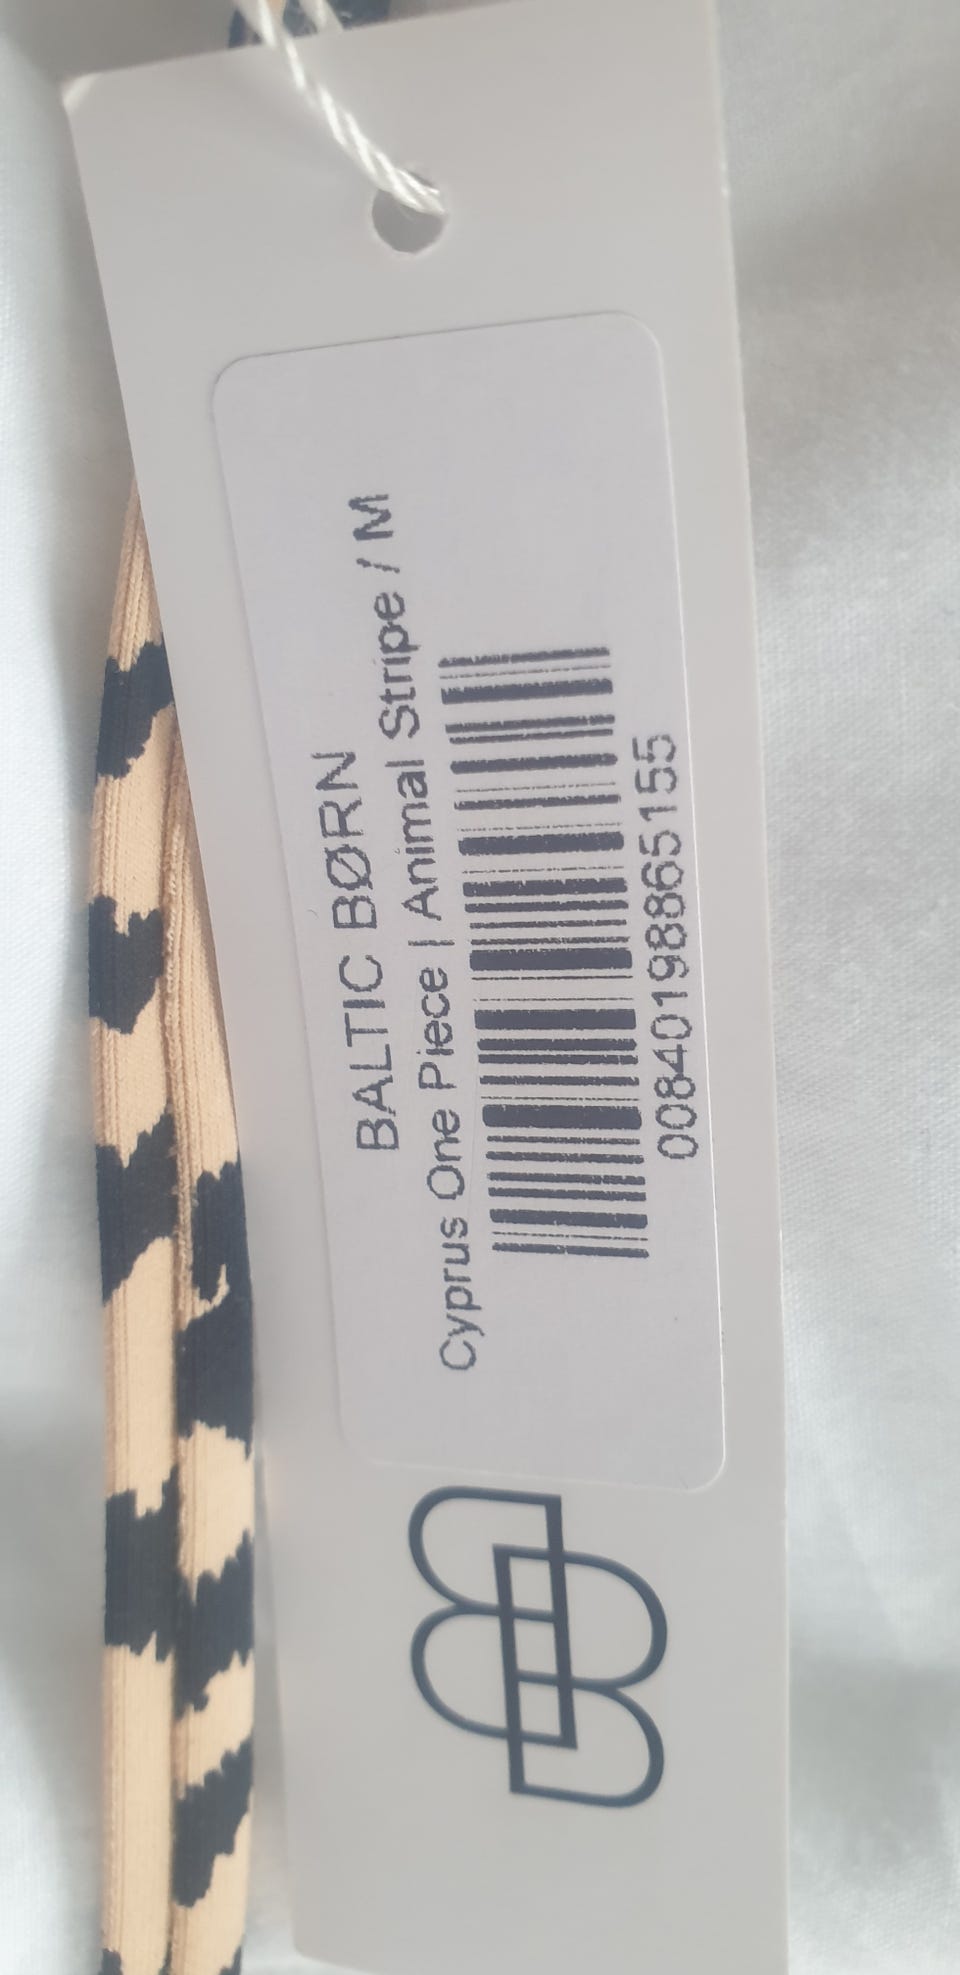 BALTIC BØRN
Cyprus One Piece | Animal Stripe / M
00840198865155